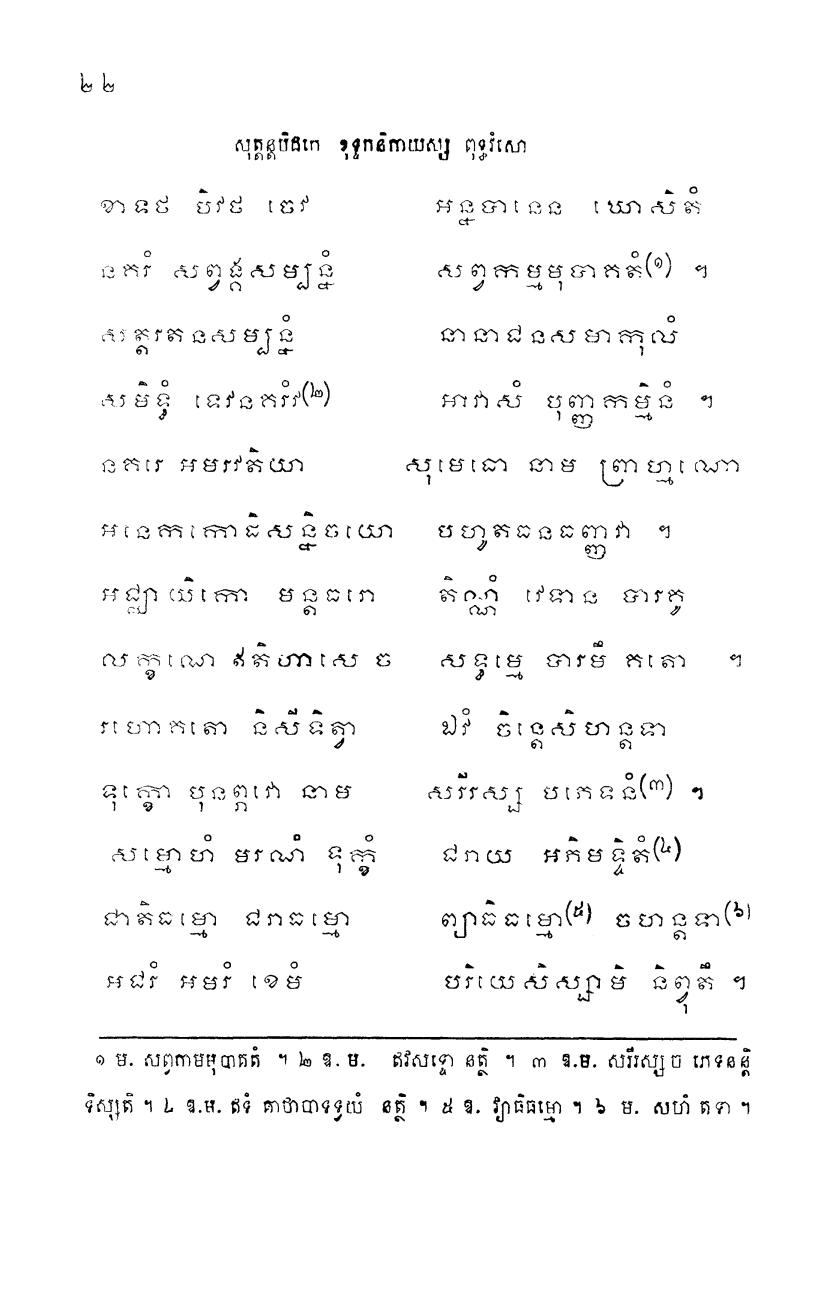 ២២
សុត្តន្តបិដកេ ខុទ្ទកនិកាយស្ស ពុទ្ធវំសោ
ខាទថ បិវថ ចេវ អន្នបានេន ឃោសិតំ
នគរំ សព្វង្គសម្បន្នំ សព្វកម្មមុបាគតំ(១) ។
សត្តរតនសម្បន្នំ នានាជនសមាកុលំ
សមិទ្ធំ ទេវនគរំវ(២) អាវាសំ បុញ្ញកម្មិនំ ។
នគរេ អមរវតិយា សុមេធោ នាម ព្រាហ្មណោ
អនេកកោដិសន្និចយោ បហូតធនធញ្ញវា ។
អជ្ឈាយិកោ មន្តធរោ តិណ្ណំ វេទាន បារគូ
លក្ខណេ ឥតិហាសេ ច សទ្ធម្មេ បារមឹ គតោ ។
រហោគតោ និសីទិត្វា ឯវំ ចិន្តេសិហន្តទា
ទុក្ខោ បុនព្ភវោ នាម សរីរស្ស បភេទនំ(៣) ។
សម្មោហំ មរណំ ទុក្ខំ ជរាយ អភិមទ្ទិតំ(៤)
ជាតិធម្មោ ជរាធម្មោ ព្យាធិធម្មោ(៥) ចហន្តទា(៦)
អជរំ អមរំ ខេមំ បរិយេសិស្សាមិ និព្វុតឹ ។
១ ម. សព្វកាមមុបាគតំ ។ ២ ឱ. ម. ឥវសទ្ទោ នត្ថិ ។ ៣ ឱ.ម. សរីរស្ស ច ភេទនន្តិ
ទិស្សតិ ។ ៤ ឱ.ម. ឥទំ គាថាបាទទ្វយំ នត្ថិ ។ ៥ ឱ. វ្យាធិធម្មោ ។ ៦ ម. សហំ តទា ។